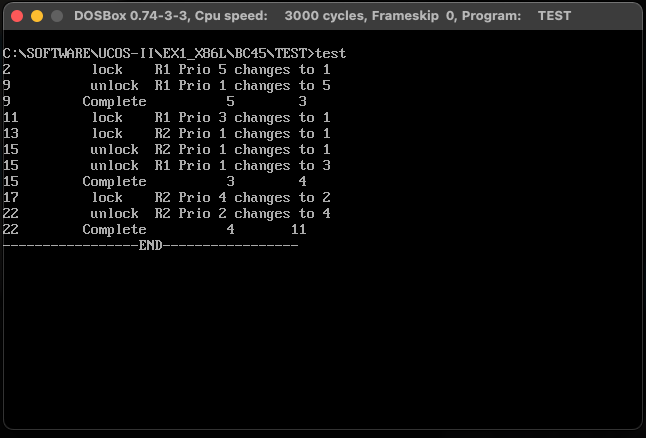 DOSBox 0.74-3-3, Cpu speed:    3000 cycles, Frameskip  0, Program:    TEST
C:\SOFTWARE\UCOS-II\EX1_X86L\BC45\TEST>test
2          lock    R1 Prio 5 changes to 1
9          unlock  R1 Prio 1 changes to 5
9         Complete          5        3
11         lock    R1 Prio 3 changes to 1
13         lock    R2 Prio 1 changes to 1
15         unlock  R2 Prio 1 changes to 1
15         unlock  R1 Prio 1 changes to 3
15        Complete          3        4
17         lock    R2 Prio 4 changes to 2
22         unlock  R2 Prio 2 changes to 4
22        Complete          4       11
-----------------END-----------------